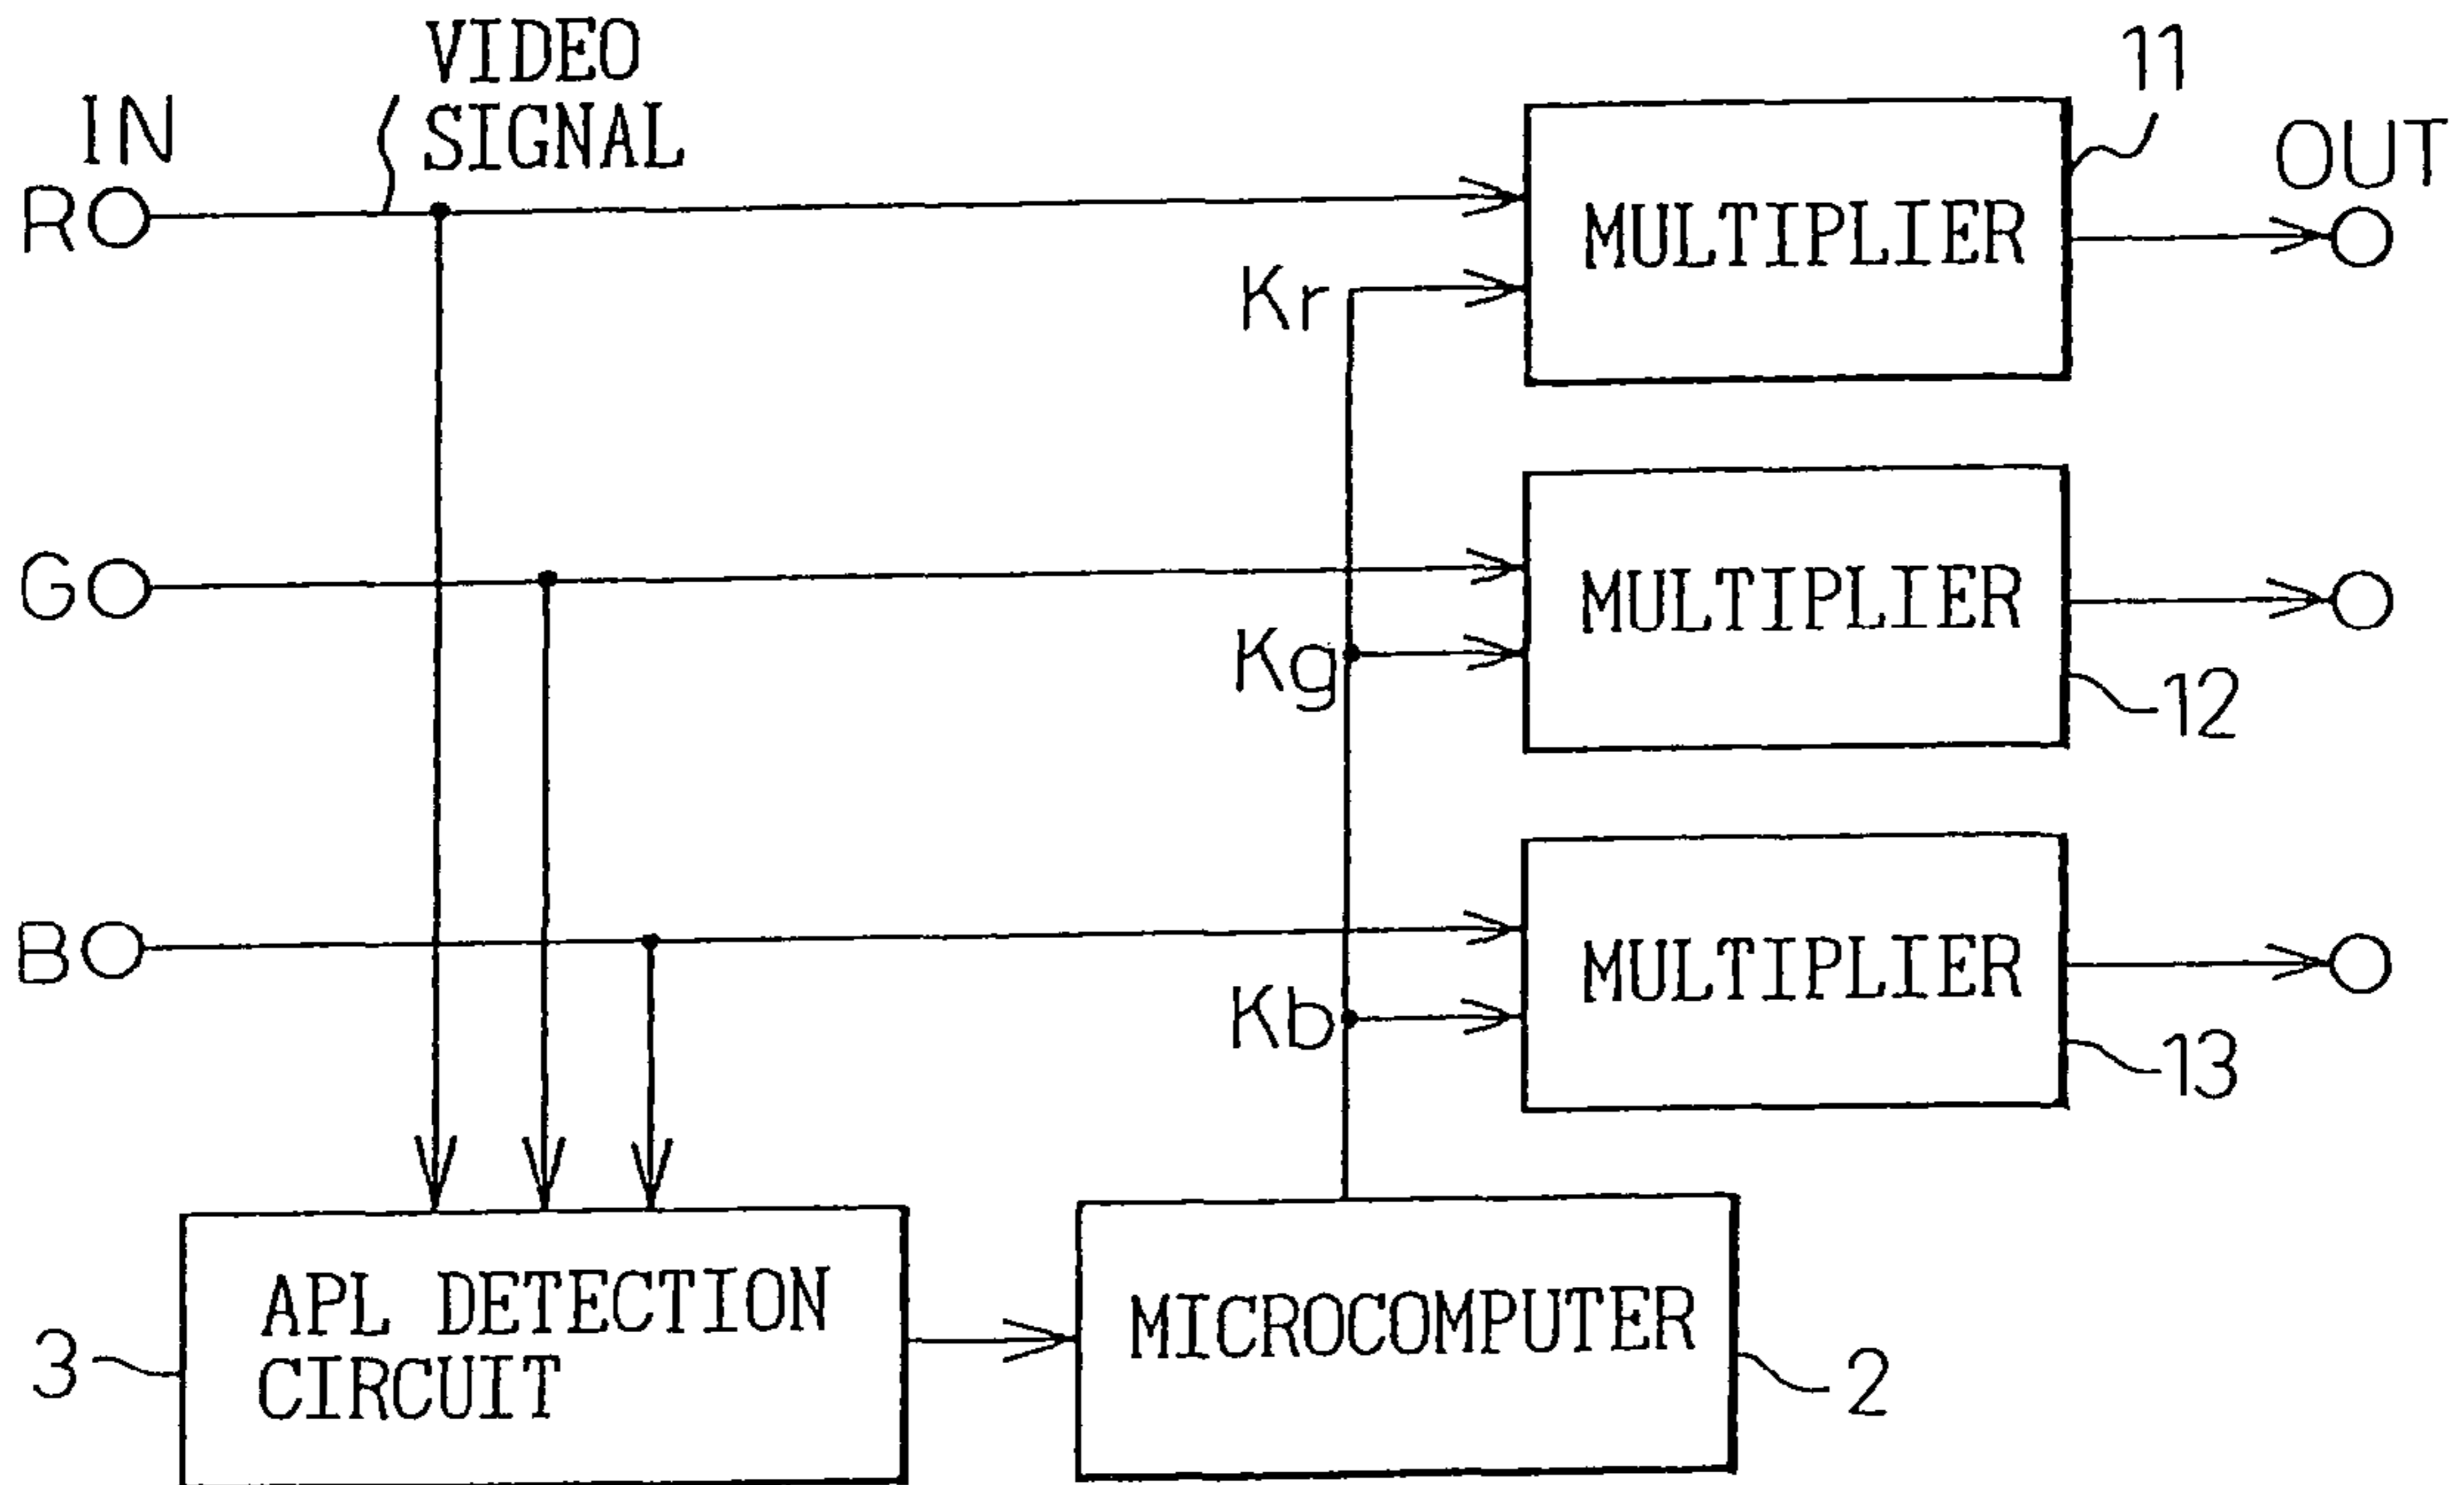 VIDEO
SIGNAL
IN
R
11
OUT
MULTIPLIER
Kr
G
MULTIPLIER
Kg
12
B
MULTIPLIER
Kb
13
APL DETECTION
CIRCUIT
3
MICROCOMPUTER
2